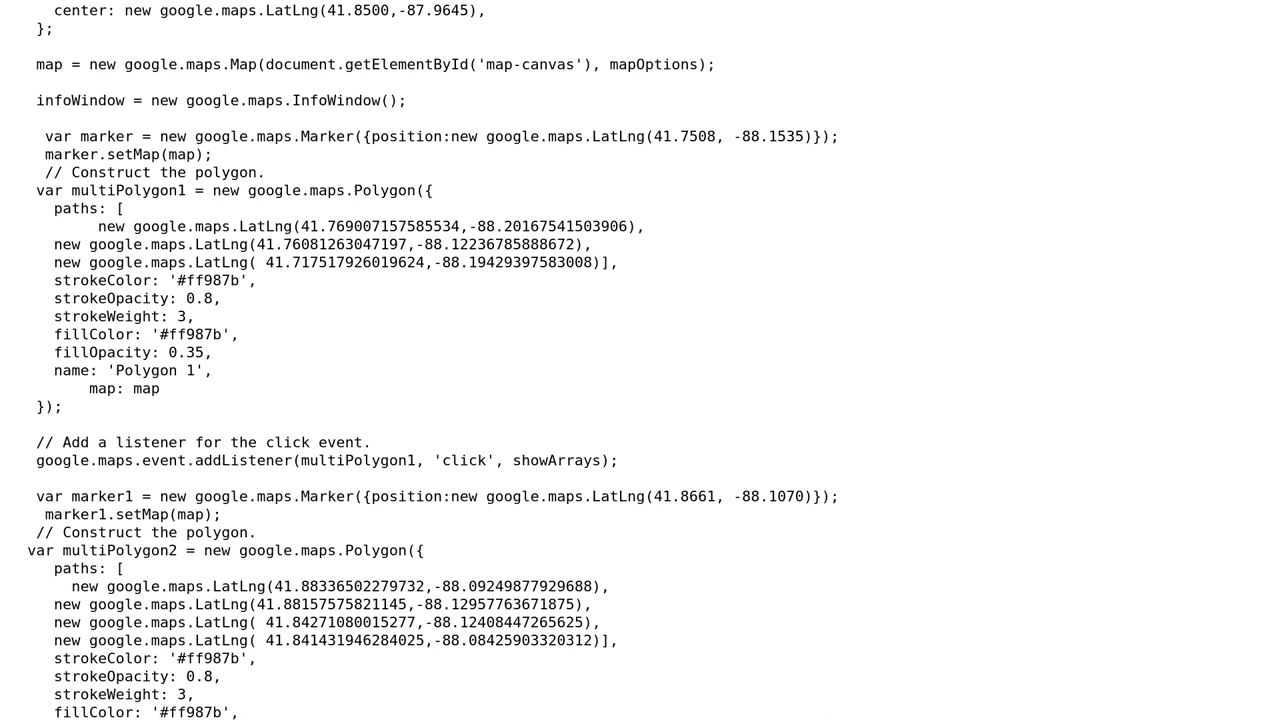 center: new google.maps.LatLng(41.8500,-87.9645),
};
map = new google.maps.Map(document.getElementById('map-canvas'), mapOptions);
infoWindow = new google.maps.InfoWindow();
var marker = new google.maps.Marker({position:new google.maps.LatLng(41.7508, -88.1535)});
marker.setMap(map);
// Construct the polygon.
var multiPolygon1 = new google.maps.Polygon({
paths: [
new google.maps.LatLng(41.769007157585534,-88.20167541503906),
new google.maps.LatLng(41.76081263047197,-88.12236785888672),
new google.maps.LatLng( 41.717517926019624,-88.19429397583008)],
strokeColor: '#ff987b',
strokeOpacity: 0.8,
strokeWeight: 3,
fillColor: '#ff987b',
fillOpacity: 0.35,
name: 'Polygon 1',
map: map
});
// Add a listener for the click event.
google.maps.event.addListener(multiPolygon1, 'click', showArrays);
var marker1 = new google.maps.Marker({position:new google.maps.LatLng(41.8661, -88.1070)});
marker1.setMap(map);
// Construct the polygon.
var multiPolygon2 = new google.maps.Polygon({
paths: [
new google.maps.LatLng(41.88336502279732,-88.09249877929688),
new google.maps.LatLng(41.88157575821145,-88.12957763671875),
new google.maps.LatLng( 41.84271080015277,-88.12408447265625),
new google.maps.LatLng( 41.841431946284025,-88.08425903320312)],
strokeColor: '#ff987b',
strokeOpacity: 0.8,
strokeWeight: 3,
fillColor: '#ff987b',